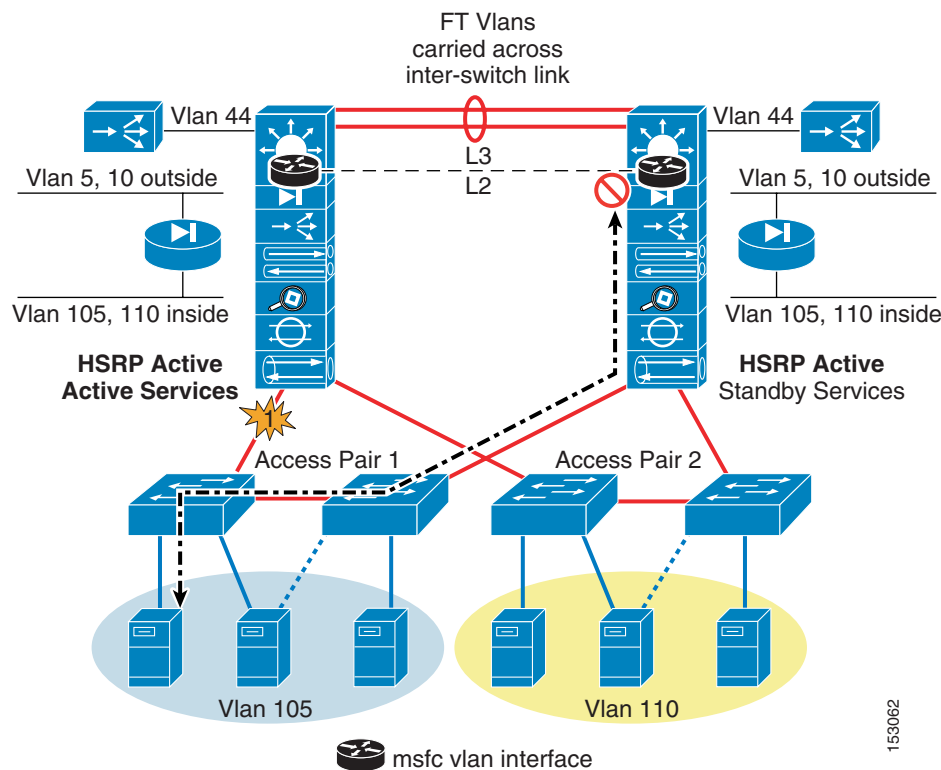 FT Vlans
carried across
inter-switch link
Vlan 44
Vlan 44
L3
L2
Vlan 5, 10 outside
Vlan 5, 10 outside
Vlan 105, 110 inside
Vlan 105, 110 inside
HSRP Active
Active Services
HSRP Active
Standby Services
1
Access Pair 1
Access Pair 2
Vlan 105
Vlan 110
msfc vlan interface
153062